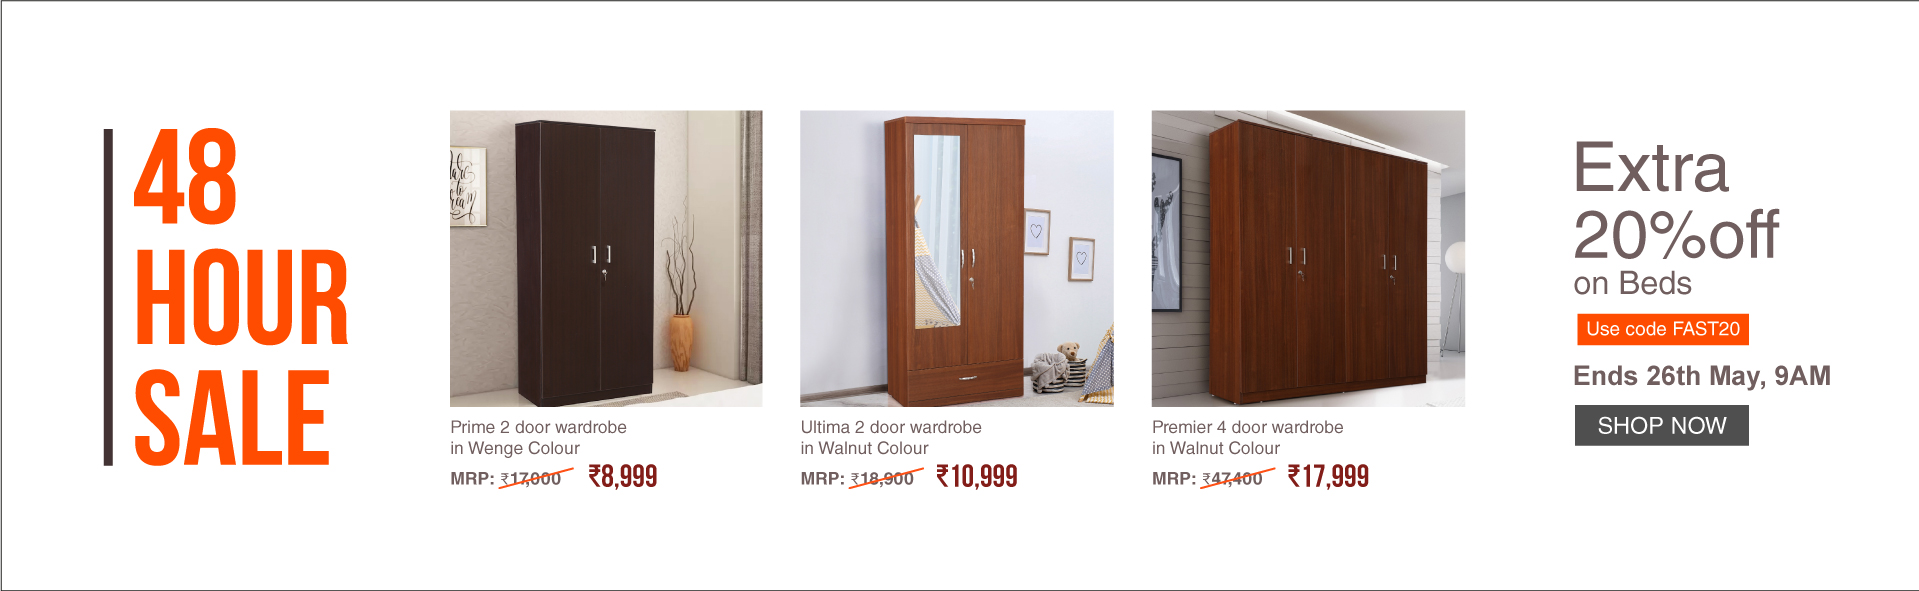 48
HOUR
SALE
Prime 2 door wardrobe
in Wenge Colour
MRP: ₹17,000 ₹8,999
Ultima 2 door wardrobe
in Walnut Colour
MRP: ₹18,900 ₹10,999
Premier 4 door wardrobe
in Walnut Colour
MRP: ₹47,400 ₹17,999
Extra
20%off
on Beds
Use code FAST20
Ends 26th May, 9AM
SHOP NOW